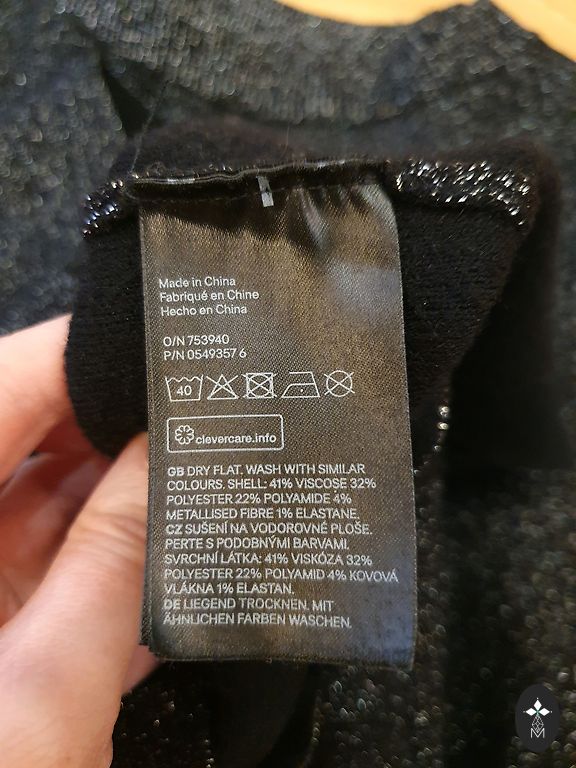 Made in China
Fabriqué en Chine
Hecho en China
O/N 753940
P/N 0549357 6
40
clevercare.info
GB DRY FLAT. WASH WITH SIMILAR
COLOURS. SHELL: 41% VISCOSE 32%
POLYESTER 22% POLYAMIDE 4%
METALLISED FIBRE 1% ELASTANE.
CZ SUŠENÍ NA VODOROVNÉ PLOŠE.
PERTE S PODOBNÝMI BARVAMI.
SVRCHNÍ LÁTKA: 41% VISKÓZA 32%
POLYESTER 22% POLYAMID 4% KOVOVÁ
VLÁKNA 1% ELASTAN.
DE LIEGEND TROCKNEN. MIT
ÄHNLICHEN FARBEN WASCHEN.